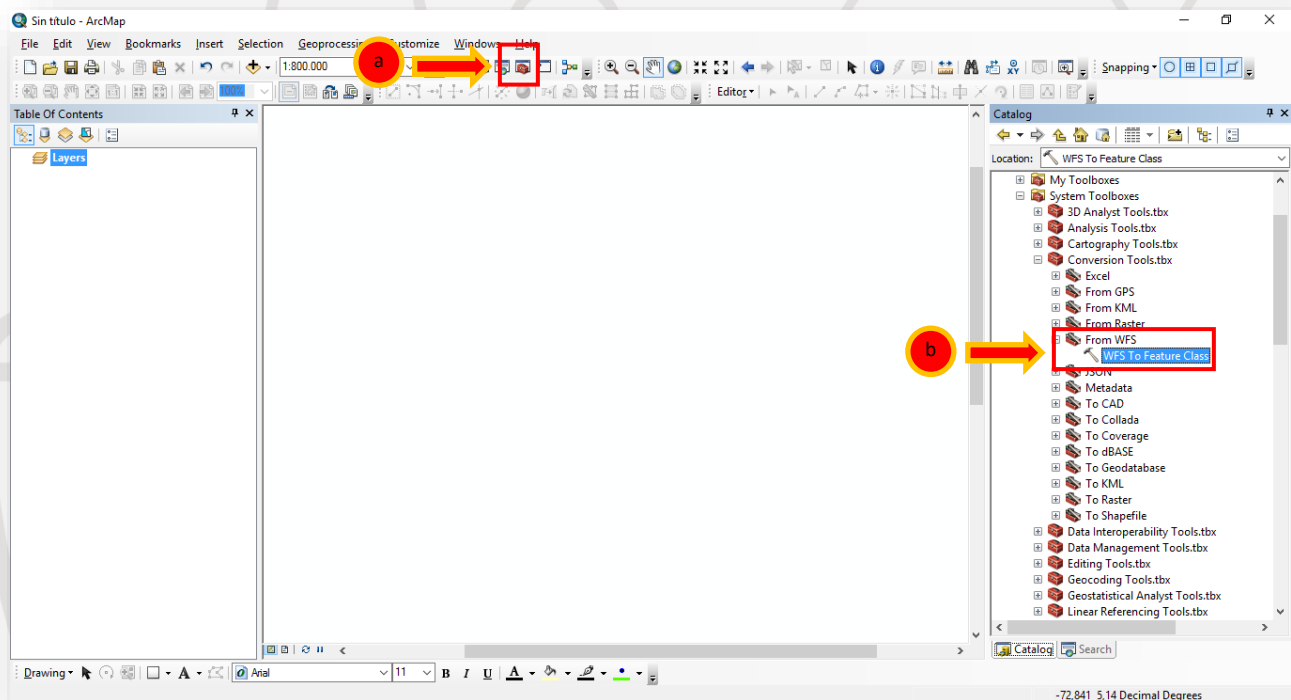 Sin título - ArcMap
File Edit View Bookmarks Insert Selection Geoprocessing Customize Windows Help
a
1:800.000
Snapping
100%
Editor
Table Of Contents
Layers
Catalog
Location: WFS To Feature Class
My Toolboxes
System Toolboxes
3D Analyst Tools.tbx
Analysis Tools.tbx
Cartography Tools.tbx
Conversion Tools.tbx
Excel
From GPS
From KML
From Raster
b
From WFS
WFS To Feature Class
JSON
Metadata
To CAD
To Collada
To Coverage
To dBASE
To Geodatabase
To KML
To Raster
To Shapefile
Data Interoperability Tools.tbx
Data Management Tools.tbx
Editing Tools.tbx
Geocoding Tools.tbx
Geostatistical Analyst Tools.tbx
Linear Referencing Tools.tbx
Catalog Search
Drawing A Arial 11 B I U A
-72,841 5,14 Decimal Degrees